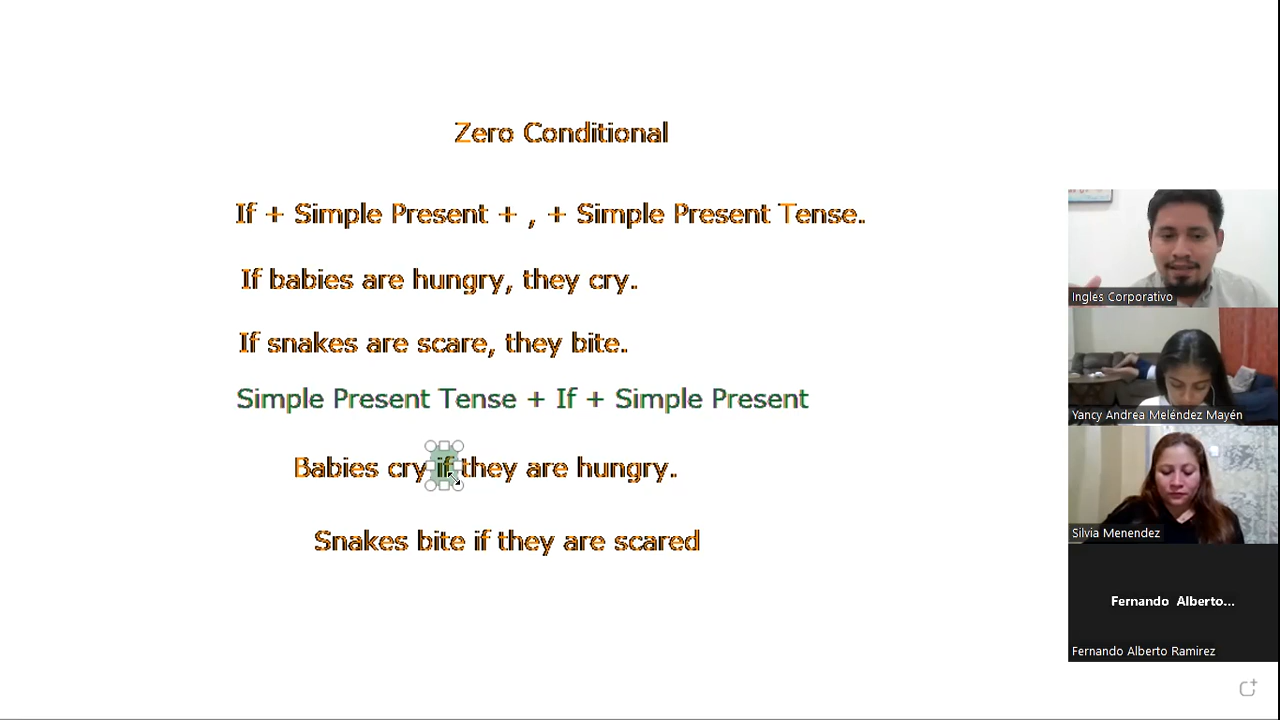 Zero Conditional
If + Simple Present + , + Simple Present Tense.
If babies are hungry, they cry.
If snakes are scare, they bite.
Simple Present Tense + If + Simple Present
Babies cry if they are hungry.
Snakes bite if they are scared
Ingles Corporativo
Yancy Andrea Meléndez Mayén
Silvia Menendez
Fernando Alberto...
Fernando Alberto Ramirez